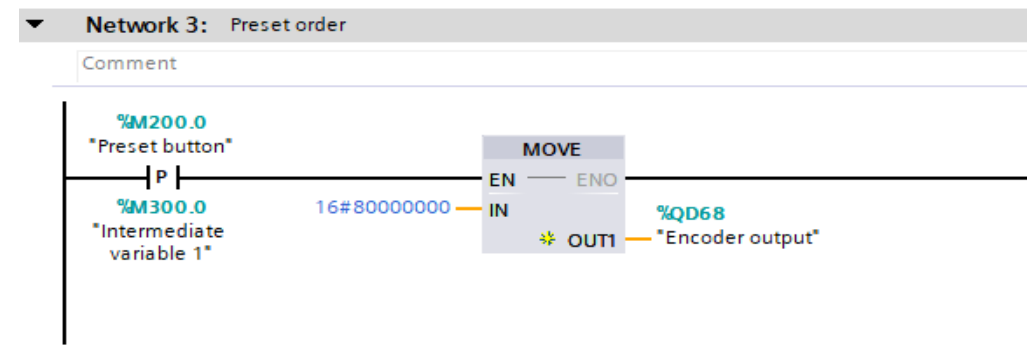 Network 3: Preset order
Comment
%M200.0
"Preset button"
P
%M300.0
"Intermediate
variable 1"
MOVE
EN ENO
16#80000000 IN
OUT1
%QD68
"Encoder output"